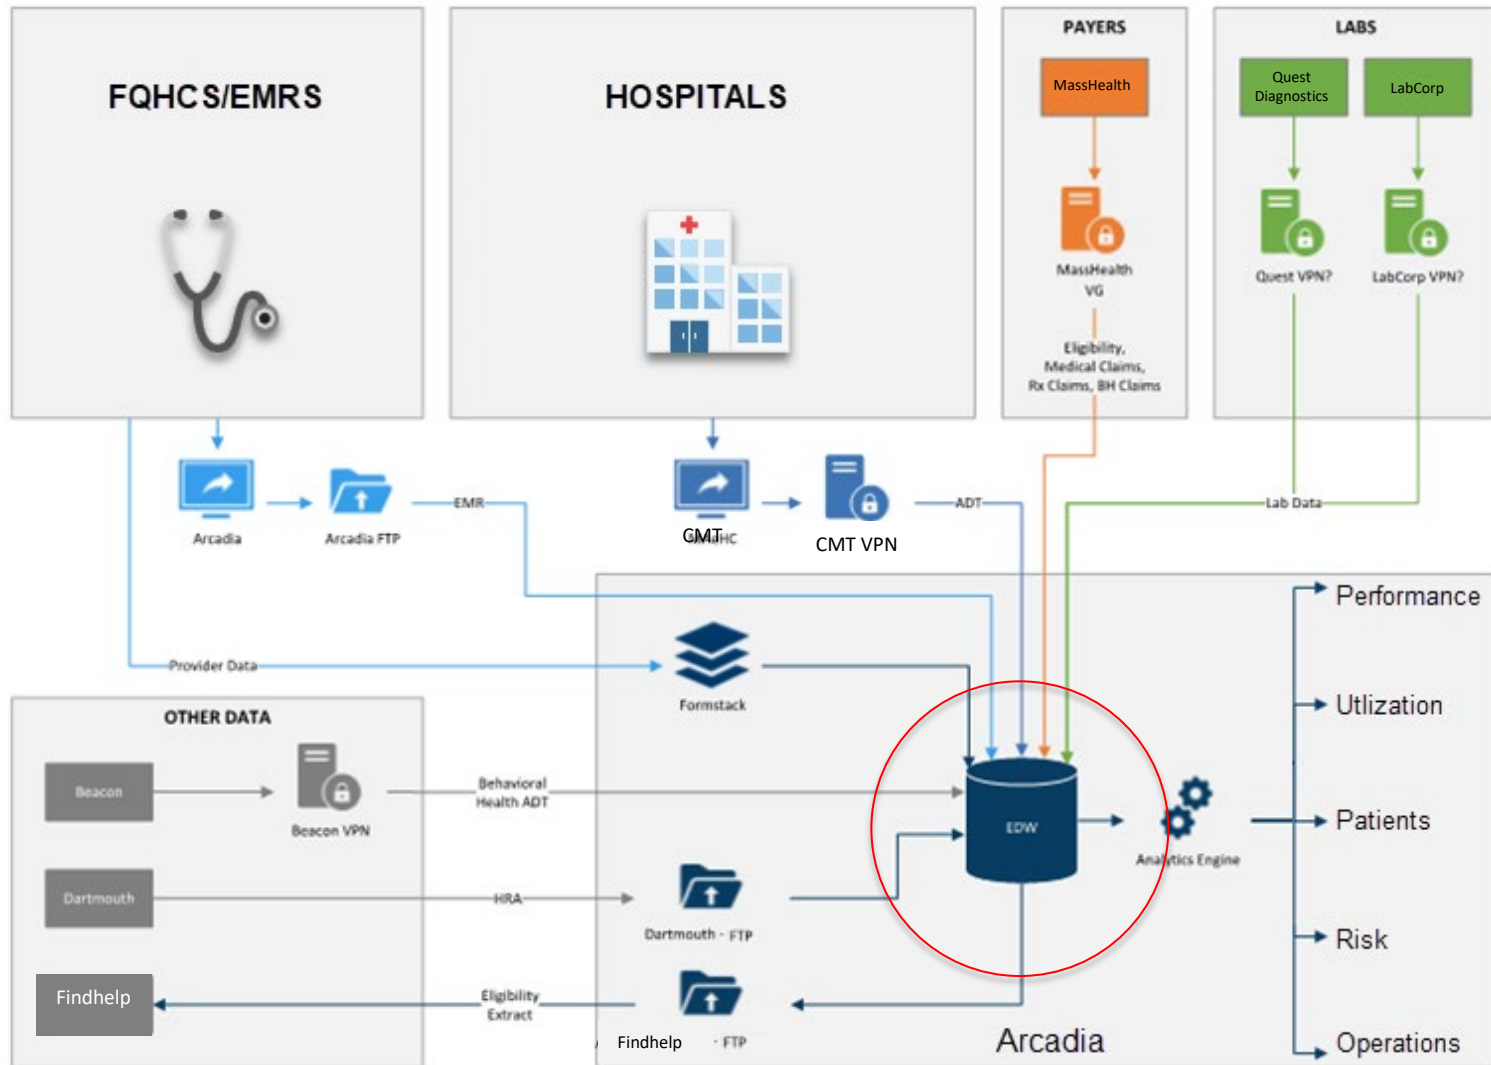 FQHCS/EMRS
HOSPITALS
PAYERS
MassHealth
MassHealth
VG
Eligibility,
Medical Claims,
Rx Claims, BH Claims
LABS
Quest
Diagnostics
LabCorp
Quest VPN?
LabCorp VPN?
Arcadia
Arcadia FTP
EMR
CMT
CMT VPN
ADT
Lab Data
Provider Data
Formstack
OTHER DATA
Beacon
Beacon VPN
Behavioral
Health ADT
Dartmouth
HRA
Dartmouth - FTP
Findhelp
Eligibility
Extract
Findhelp - FTP
EDW
Analytics Engine
Arcadia
Performance
Utlization
Patients
Risk
Operations